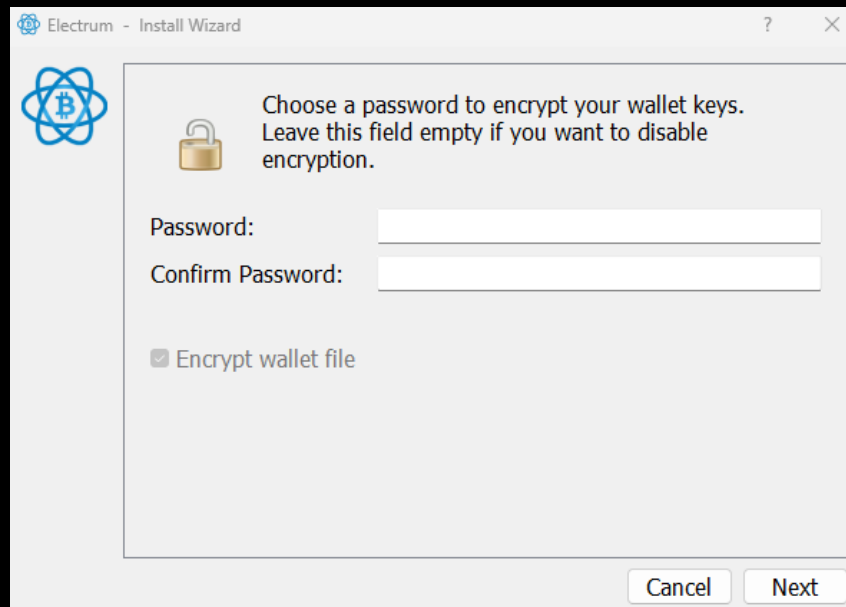 Electrum - Install Wizard
Choose a password to encrypt your wallet keys.
Leave this field empty if you want to disable
encryption.
Password:
Confirm Password:
Encrypt wallet file
Cancel Next